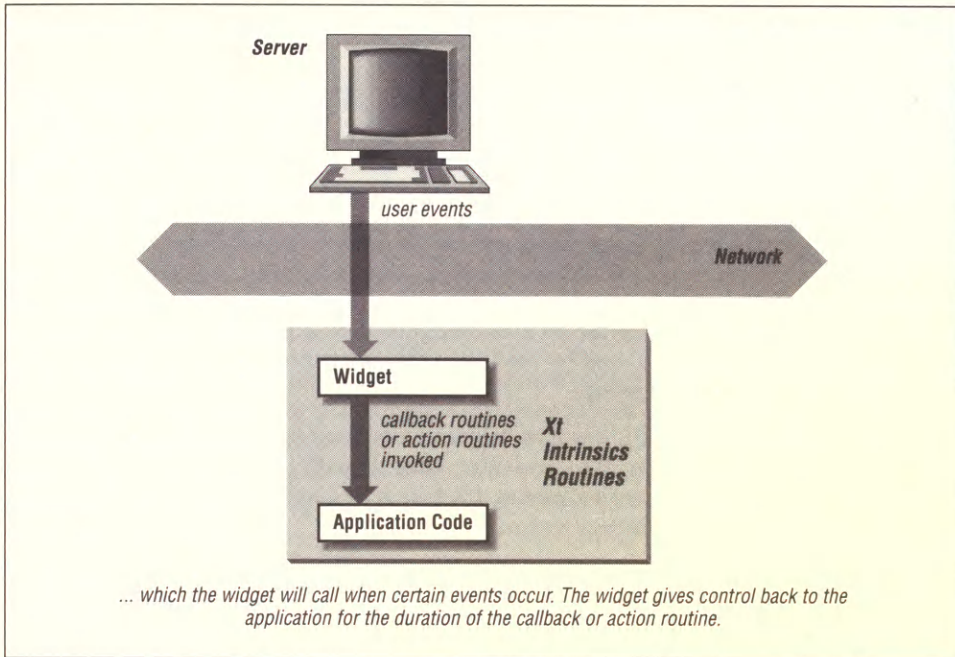 Server
user events
Network
Widget
callback routines
or action routines
invoked
Xt
Intrinsics
Routines
Application Code
... which the widget will call when certain events occur. The widget gives control back to the
application for the duration of the callback or action routine.